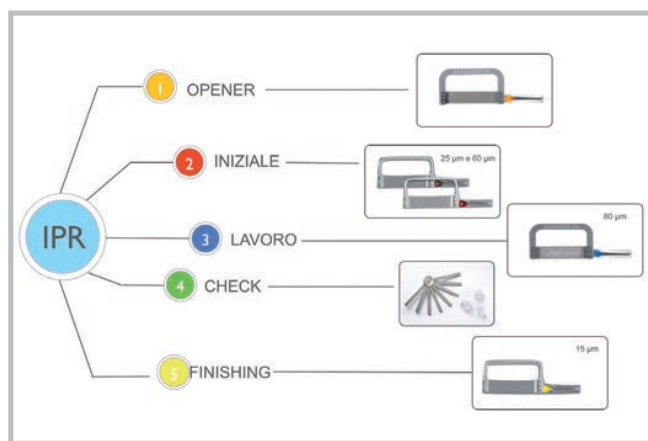 IPR
1 OPENER
2 INIZIALE
25 µm e 60 µm
3 LAVORO
80 µm
4 CHECK
5 FINISHING
15 µm